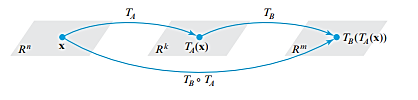 T_A T_B
R^n x R^k T_A(x) R^m T_B(T_A(x))
T_B ∘ T_A